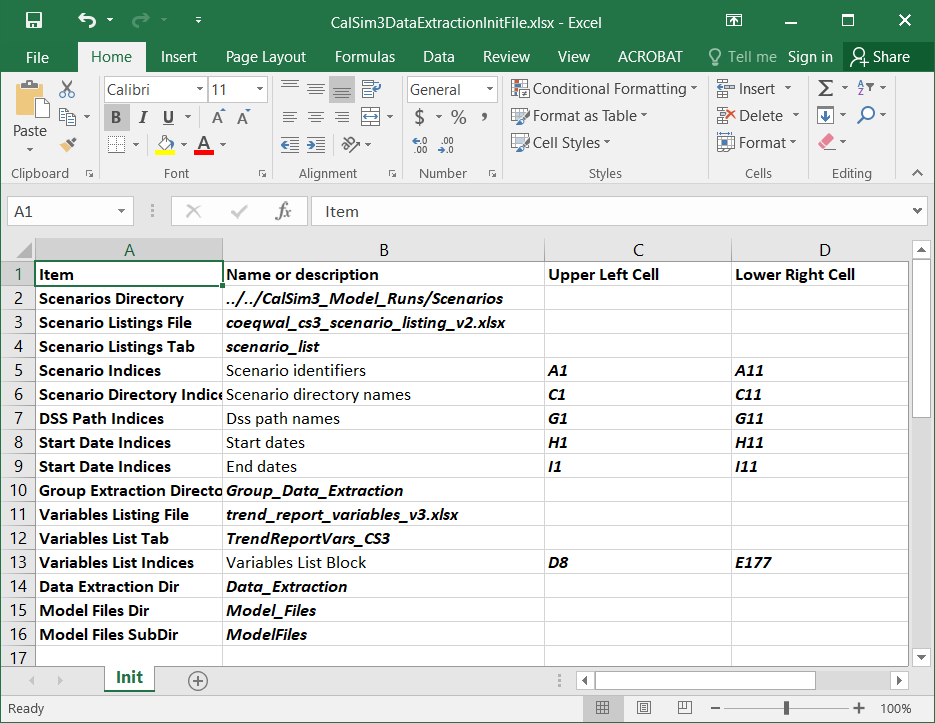 CalSim3DataExtractionInitFile.xlsx - Excel
File Home Insert Page Layout Formulas Data Review View ACROBAT Tell me Sign in Share
Calibri 11 General Conditional Formatting Insert
B I U A A $ % , Format as Table Delete
Paste A .00 .00 Cell Styles Format
Clipboard Font Alignment Number Styles Cells Editing
A1 fx Item
A B C D
1 Item Name or description Upper Left Cell Lower Right Cell
2 Scenarios Directory ../../CalSim3_Model_Runs/Scenarios
3 Scenario Listings File coeqwal_cs3_scenario_listing_v2.xlsx
4 Scenario Listings Tab scenario_list
5 Scenario Indices Scenario identifiers A1 A11
6 Scenario Directory Indice Scenario directory names C1 C11
7 DSS Path Indices Dss path names G1 G11
8 Start Date Indices Start dates H1 H11
9 Start Date Indices End dates I1 I11
10 Group Extraction Directo Group_Data_Extraction
11 Variables Listing File trend_report_variables_v3.xlsx
12 Variables List Tab TrendReportVars_CS3
13 Variables List Indices Variables List Block D8 E177
14 Data Extraction Dir Data_Extraction
15 Model Files Dir Model_Files
16 Model Files SubDir ModelFiles
17
Init
Ready 100%